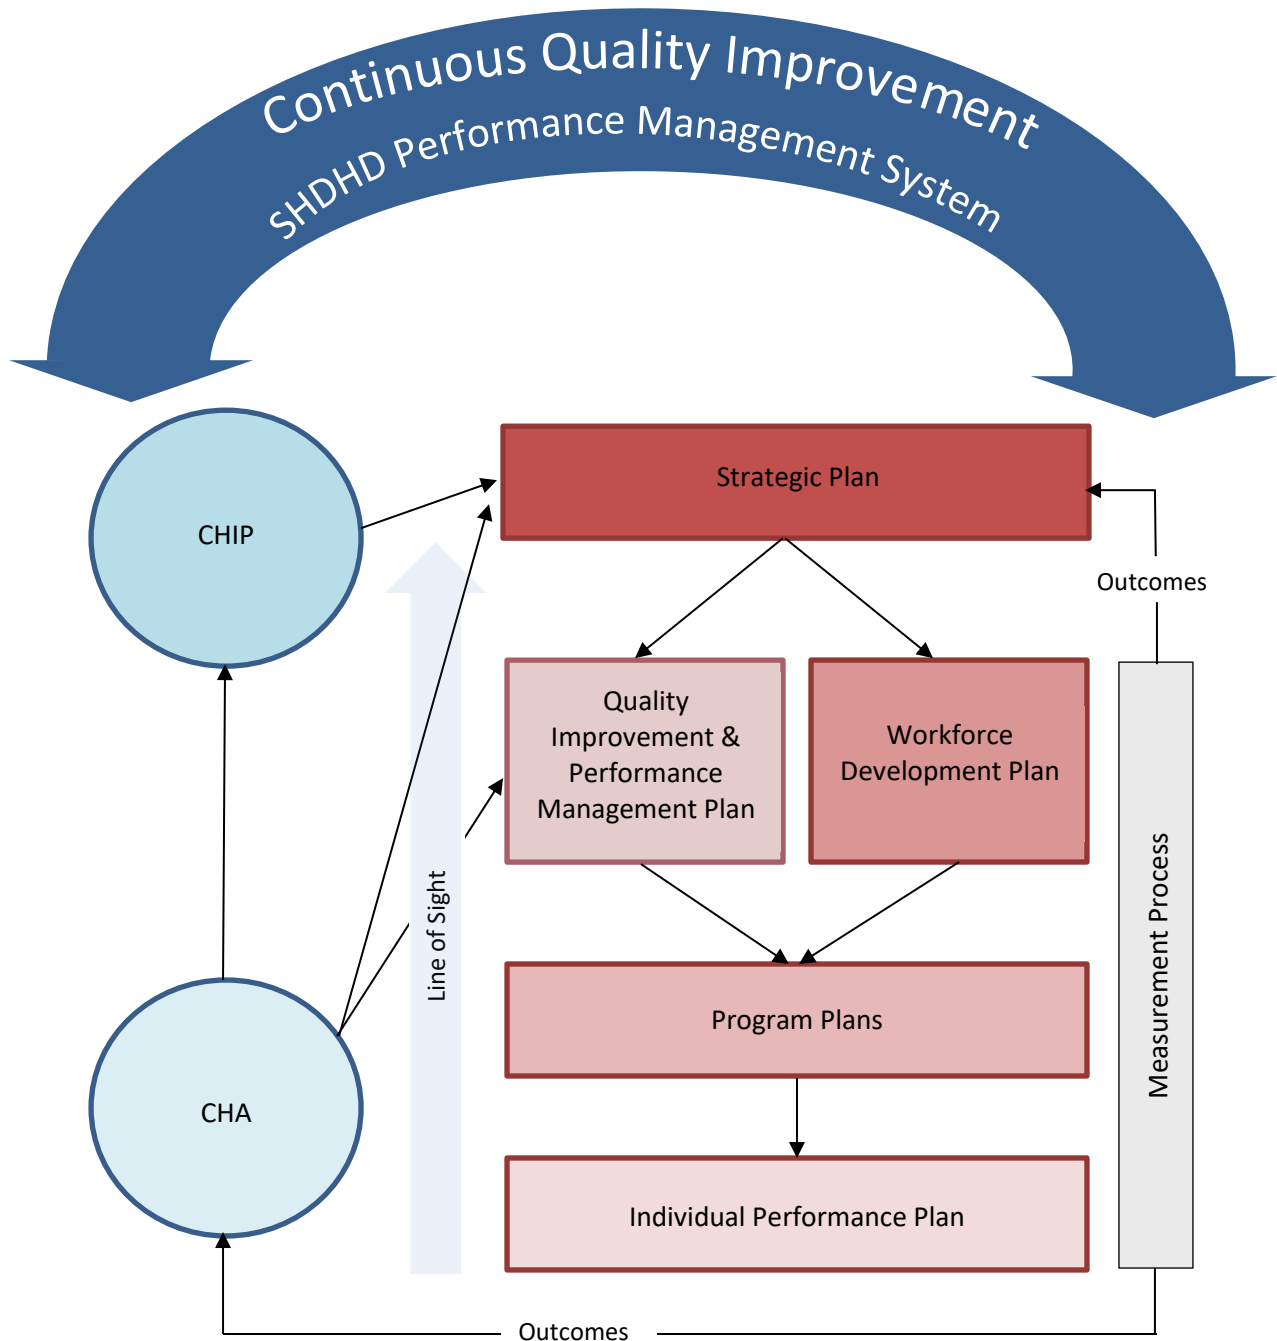 Continuous Quality Improvement
SHDHD Performance Management System
CHIP
Strategic Plan
Outcomes
Quality
Improvement &
Performance
Management Plan
Workforce
Development Plan
Line of Sight
Measurement Process
Program Plans
CHA
Individual Performance Plan
Outcomes